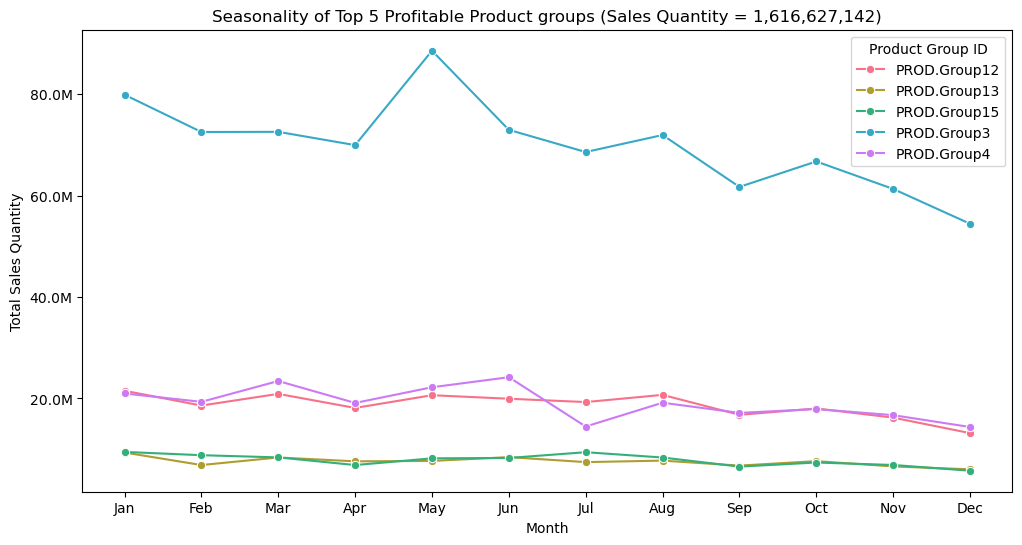 Seasonality of Top 5 Profitable Product groups (Sales Quantity = 1,616,627,142)
Product Group ID
PROD.Group12
PROD.Group13
PROD.Group15
PROD.Group3
PROD.Group4
Total Sales Quantity
80.0M
60.0M
40.0M
20.0M
Jan Feb Mar Apr May Jun Jul Aug Sep Oct Nov Dec
Month